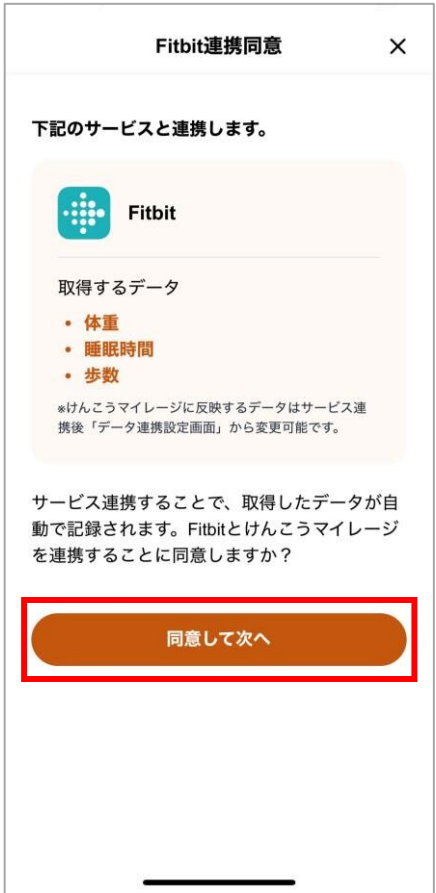 Fitbit連携同意 ×
下記のサービスと連携します。
Fitbit
取得するデータ
• 体重
• 睡眠時間
• 歩数
*けんこうマイレージに反映するデータはサービス連
携後「データ連携設定画面」から変更可能です。
サービス連携することで、取得したデータが自
動で記録されます。Fitbitとけんこうマイレージ
を連携することに同意しますか？
同意して次へ